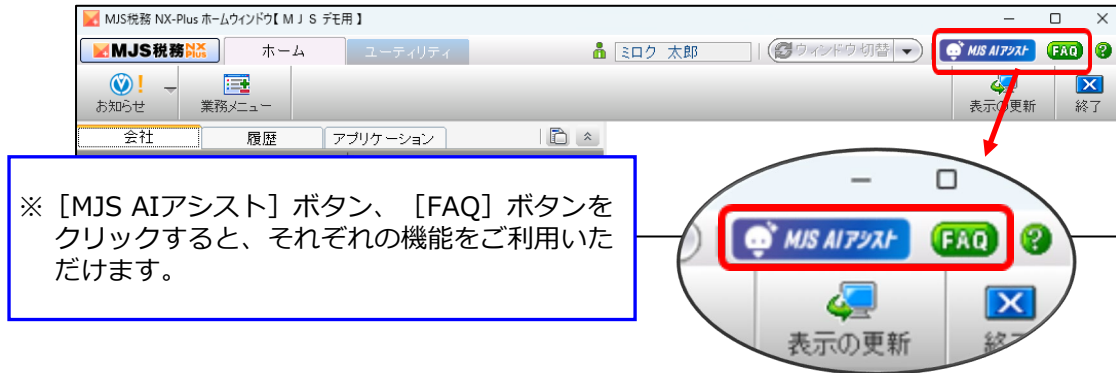 MJS税務 NX-Plus ホームウィンドウ【ＭＪＳ デモ用】
MJS税務NX Plus ホーム ユーティリティ ミロク 太郎 ウィンドウ切替 MJS AIアシスト FAQ ?
お知らせ 業務メニュー 表示の更新 終了
会社 履歴 アプリケーション
※［MJS AIアシスト］ボタン、［FAQ］ボタンを
クリックすると、それぞれの機能をご利用いた
だけます。
MJS AIアシスト FAQ ?
表示の更新 終了